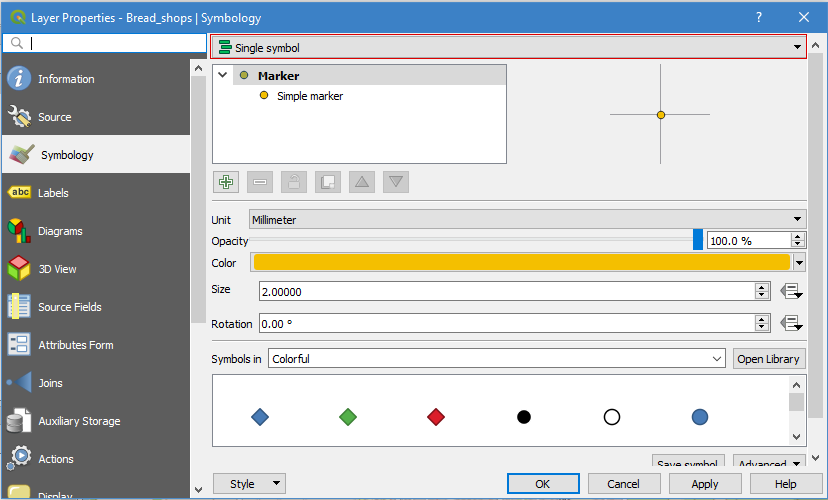 Layer Properties - Bread_shops | Symbology
?
Information
Source
Symbology
abc Labels
Diagrams
3D View
Source Fields
Attributes Form
Joins
Auxiliary Storage
Actions
Display
Single symbol
Marker
Simple marker
Unit Millimeter
Opacity 100.0 %
Color
Size 2.00000
Rotation 0.00 °
Symbols in Colorful Open Library
Save symbol Advanced
Style OK Cancel Apply Help